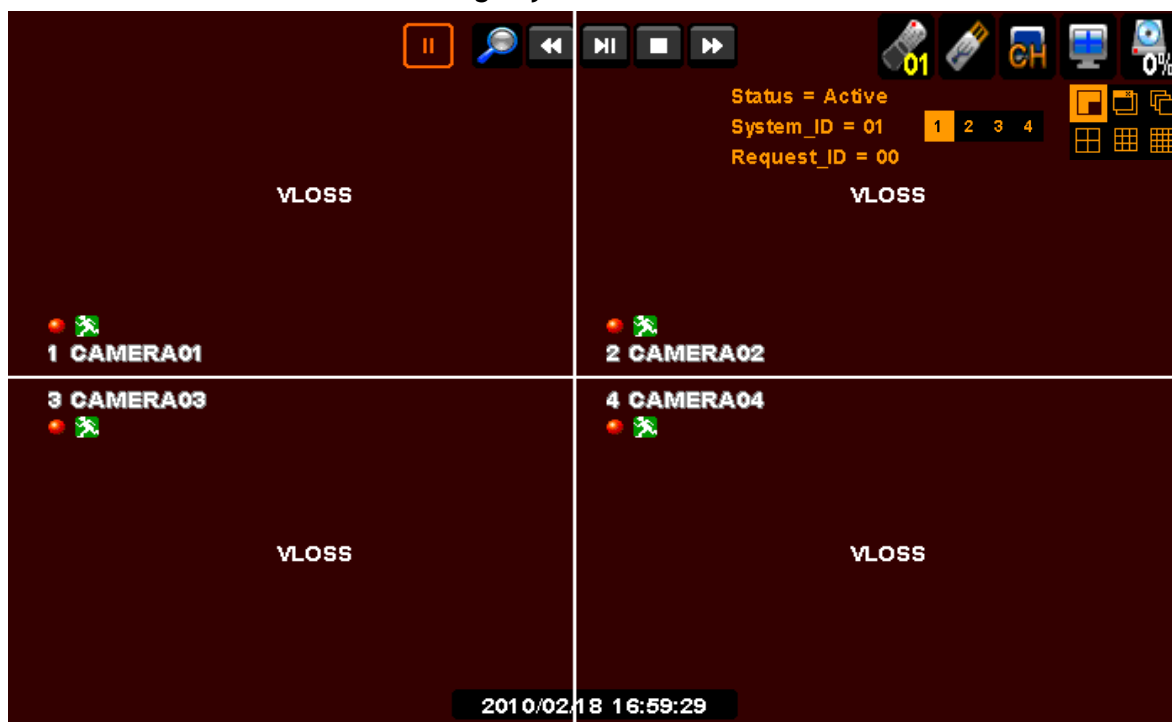 01
CH
0%
Status = Active
System_ID = 01
1 2 3 4
Request_ID = 00
VLOSS
VLOSS
1 CAMERA01
2 CAMERA02
3 CAMERA03
4 CAMERA04
VLOSS
VLOSS
2010/02/18 16:59:29